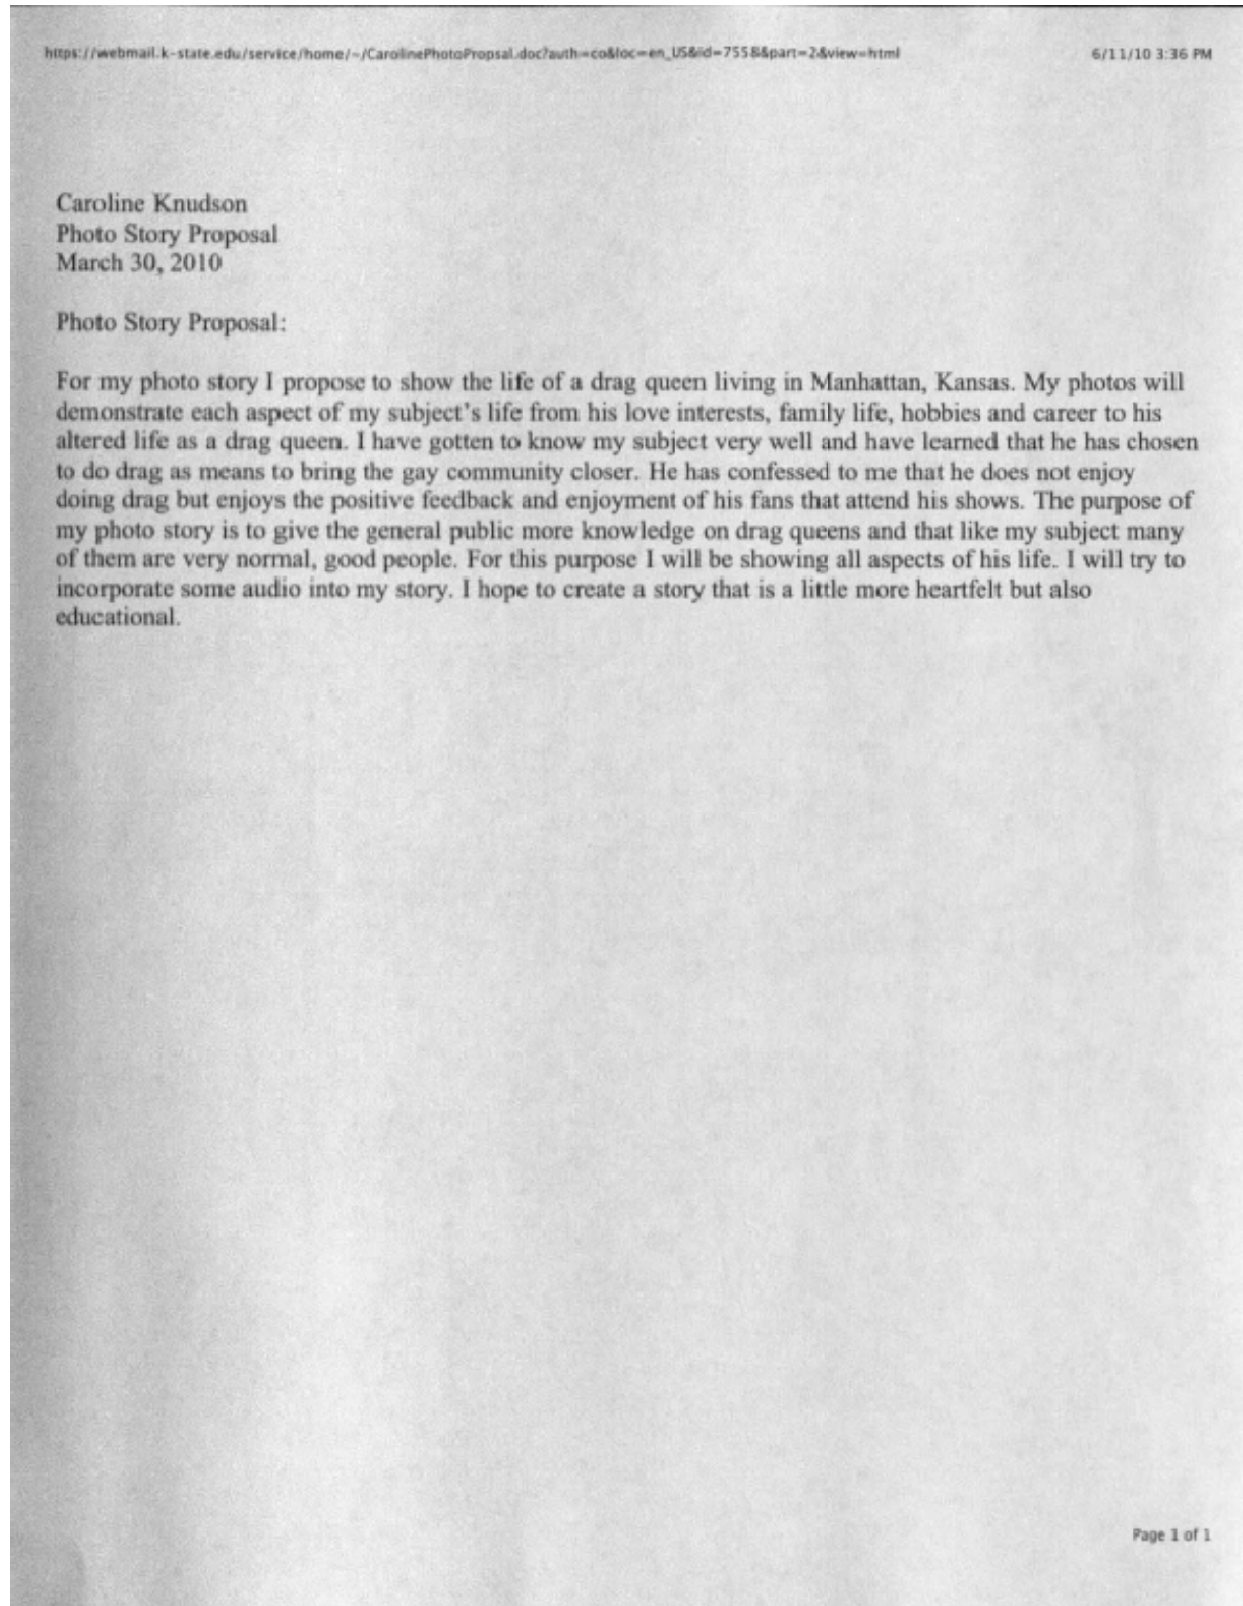 https://webmail.k-state.edu/service/home/~/CarolinePhotoPropsal.doc?auth=co&loc=en_US&id=7558&part=2&view=html 6/11/10 3:36 PM
Caroline Knudson
Photo Story Proposal
March 30, 2010
Photo Story Proposal:
For my photo story I propose to show the life of a drag queen living in Manhattan, Kansas. My photos will
demonstrate each aspect of my subject's life from his love interests, family life, hobbies and career to his
altered life as a drag queen. I have gotten to know my subject very well and have learned that he has chosen
to do drag as means to bring the gay community closer. He has confessed to me that he does not enjoy
doing drag but enjoys the positive feedback and enjoyment of his fans that attend his shows. The purpose of
my photo story is to give the general public more knowledge on drag queens and that like my subject many
of them are very normal, good people. For this purpose I will be showing all aspects of his life. I will try to
incorporate some audio into my story. I hope to create a story that is a little more heartfelt but also
educational.
Page 1 of 1